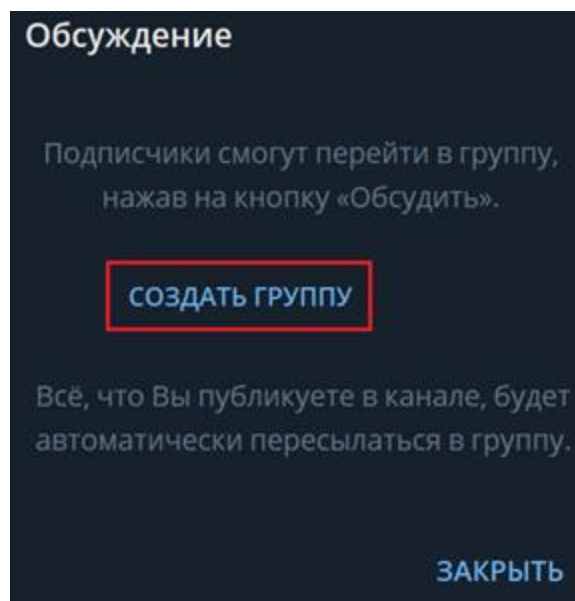 Обсуждение
Подписчики смогут перейти в группу,
нажав на кнопку «Обсудить».
СОЗДАТЬ ГРУППУ
Всё, что Вы публикуете в канале, будет
автоматически пересылаться в группу.
ЗАКРЫТЬ